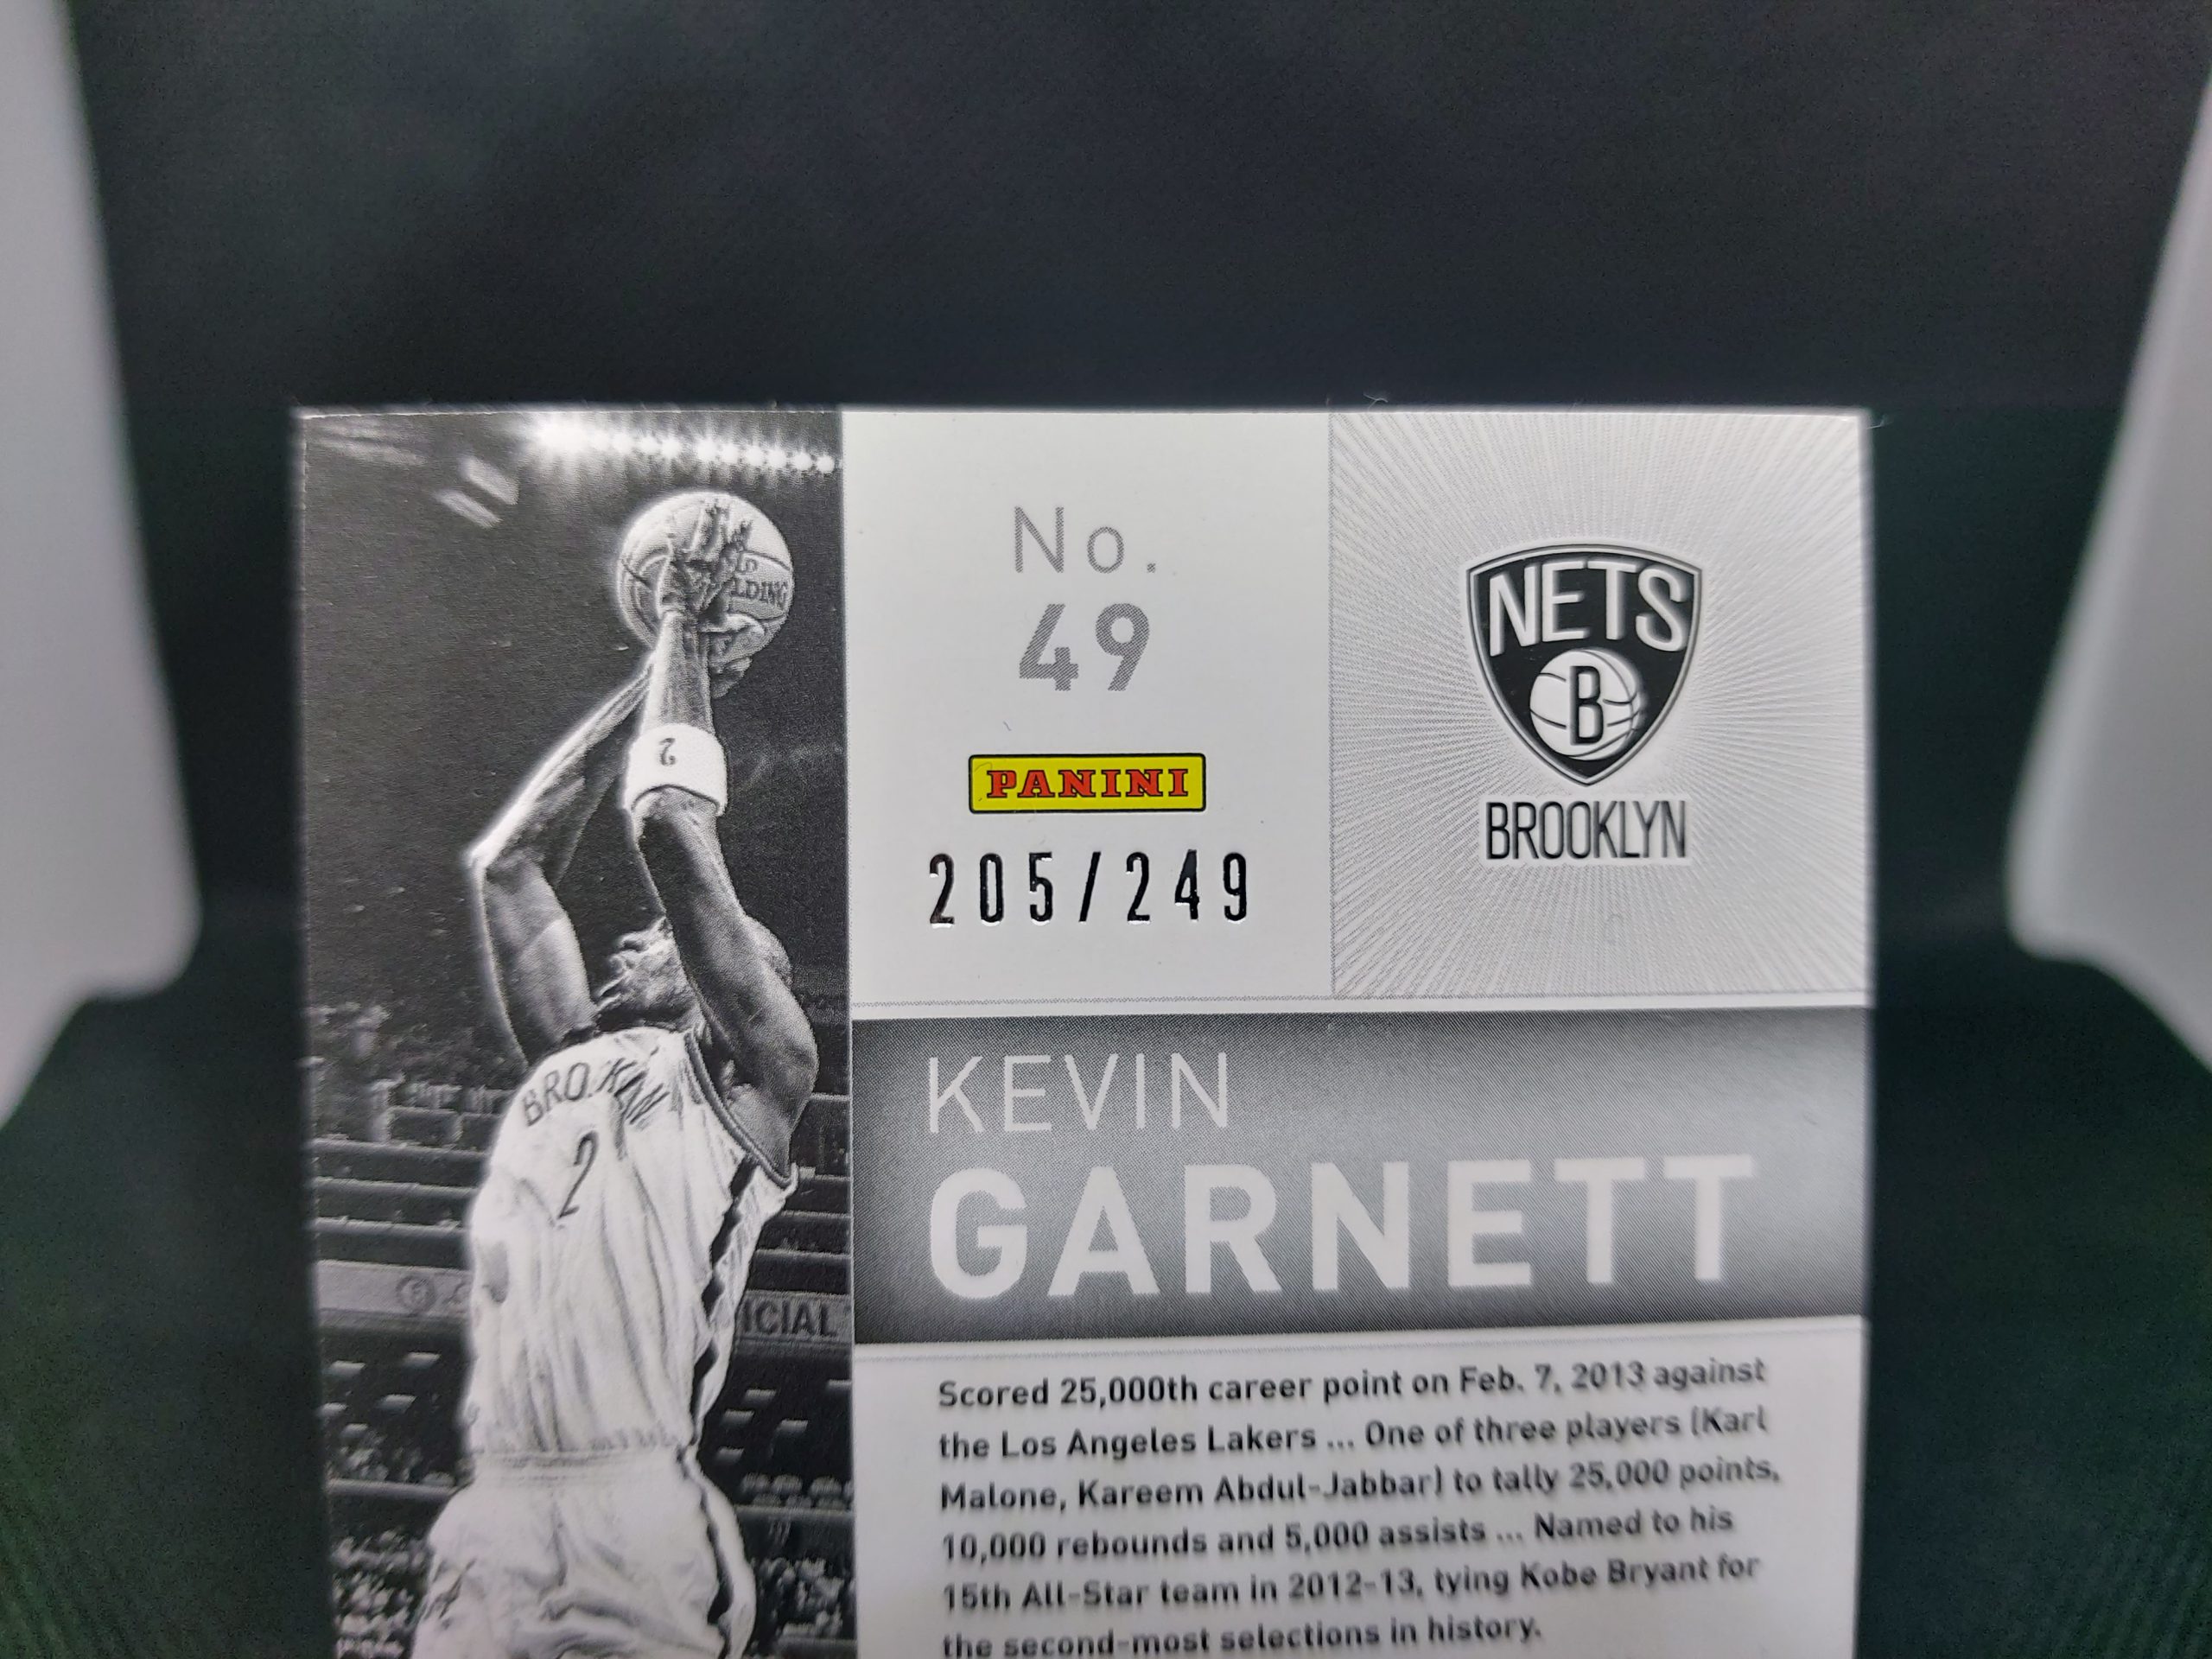 No.
49
PANINI
205/249
NETS
B
BROOKLYN
LDING
2
BROOKLYN
2
ICIAL
KEVIN
GARNETT
Scored 25,000th career point on Feb. 7, 2013 against
the Los Angeles Lakers ... One of three players (Karl
Malone, Kareem Abdul-Jabbar) to tally 25,000 points,
10,000 rebounds and 5,000 assists ... Named to his
15th All-Star team in 2012-13, tying Kobe Bryant for
the second-most selections in history.